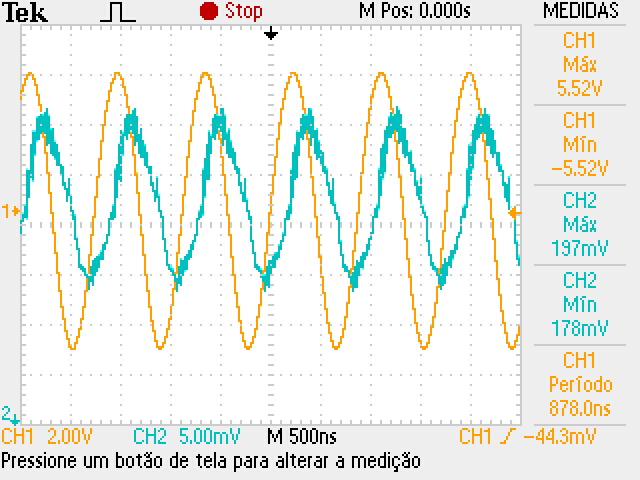 Tek
Stop
M Pos: 0.000s
MEDIDAS
CH1
Máx
5.52V
CH1
Mín
−5.52V
CH2
Máx
197mV
CH2
Mín
178mV
CH1
Período
878.0ns
1
2
CH1 2.00V
CH2 5.00mV
M 500ns
CH1 −44.3mV
Pressione um botão de tela para alterar a medição